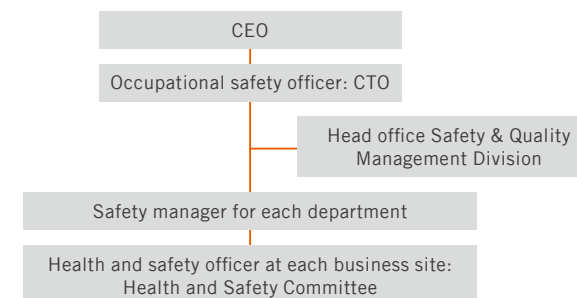 CEO
Occupational safety officer: CTO
Head office Safety & Quality
Management Division
Safety manager for each department
Health and safety officer at each business site:
Health and Safety Committee